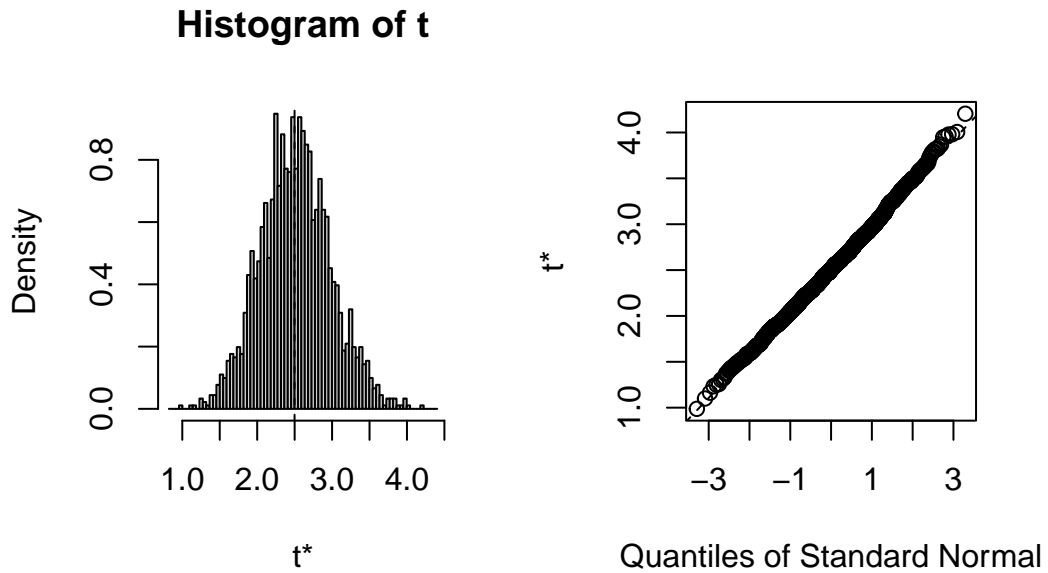 Histogram of t
Density
0.0 0.4 0.8
1.0 2.0 3.0 4.0
t*
t*
1.0 2.0 3.0 4.0
−3 −1 1 3
Quantiles of Standard Normal